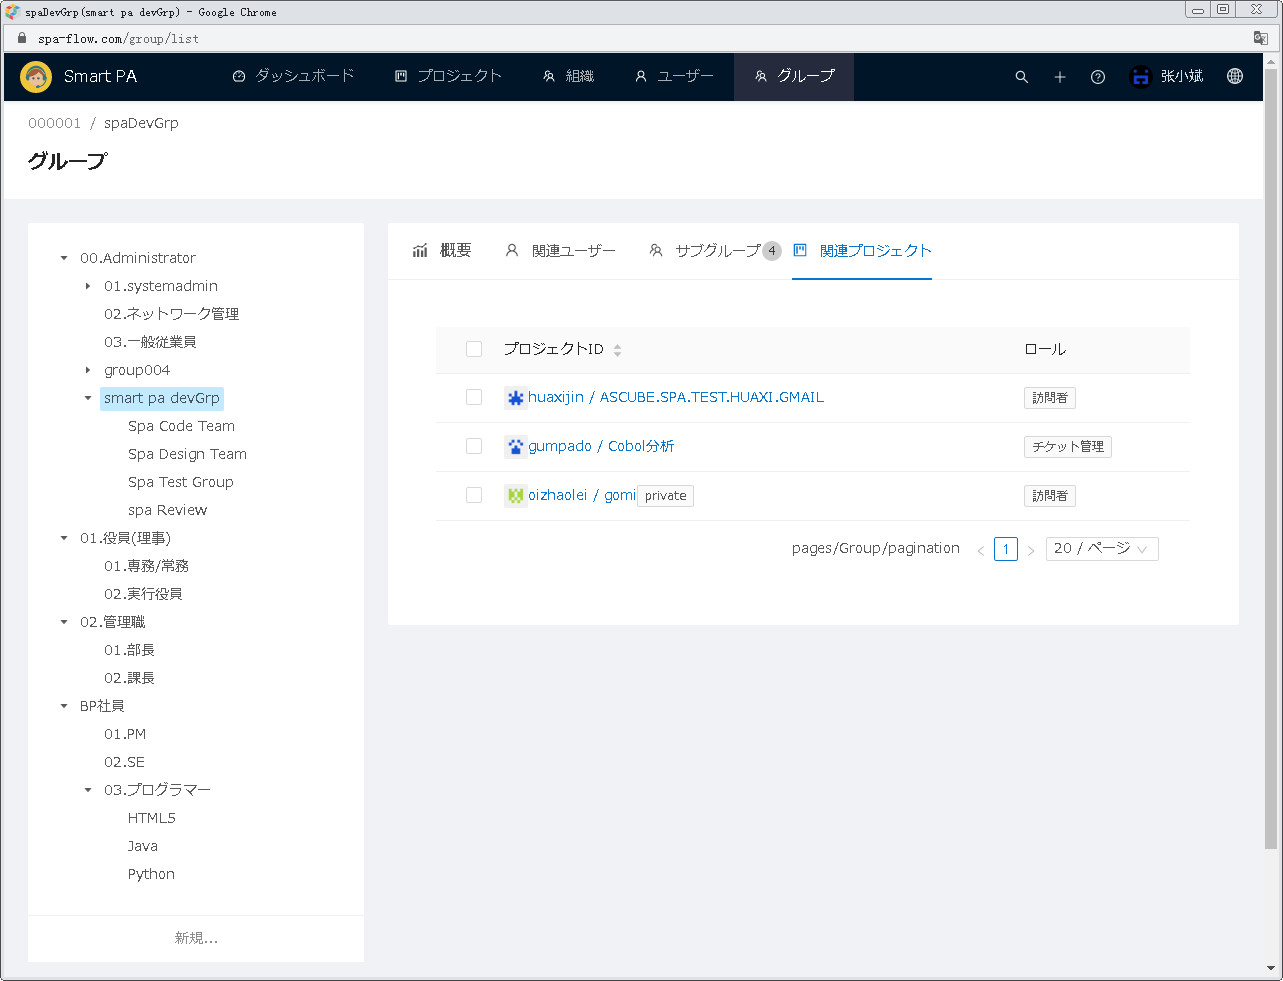 spaDevGrp(smart pa devGrp) - Google Chrome
spa-flow.com/group/list
Smart PA ダッシュボード プロジェクト 組織 ユーザー グループ 张小斌
000001 / spaDevGrp
グループ
00.Administrator
01.systemadmin
02.ネットワーク管理
03.一般従業員
group004
smart pa devGrp
Spa Code Team
Spa Design Team
Spa Test Group
spa Review
01.役員(理事)
01.専務/常務
02.実行役員
02.管理職
01.部長
02.課長
BP社員
01.PM
02.SE
03.プログラマー
HTML5
Java
Python
新規...
概要 関連ユーザー サブグループ 4 関連プロジェクト
プロジェクトID ロール
huaxijin / ASCUBE.SPA.TEST.HUAXI.GMAIL 訪問者
gumpado / Cobol分析 チケット管理
oizhaolei / gomi private 訪問者
pages/Group/pagination < 1 > 20 / ページ